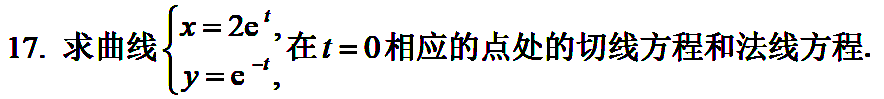 17. 求曲线{x=2e^t, y=e^{-t}, 在t=0相应的点处的切线方程和法线方程.